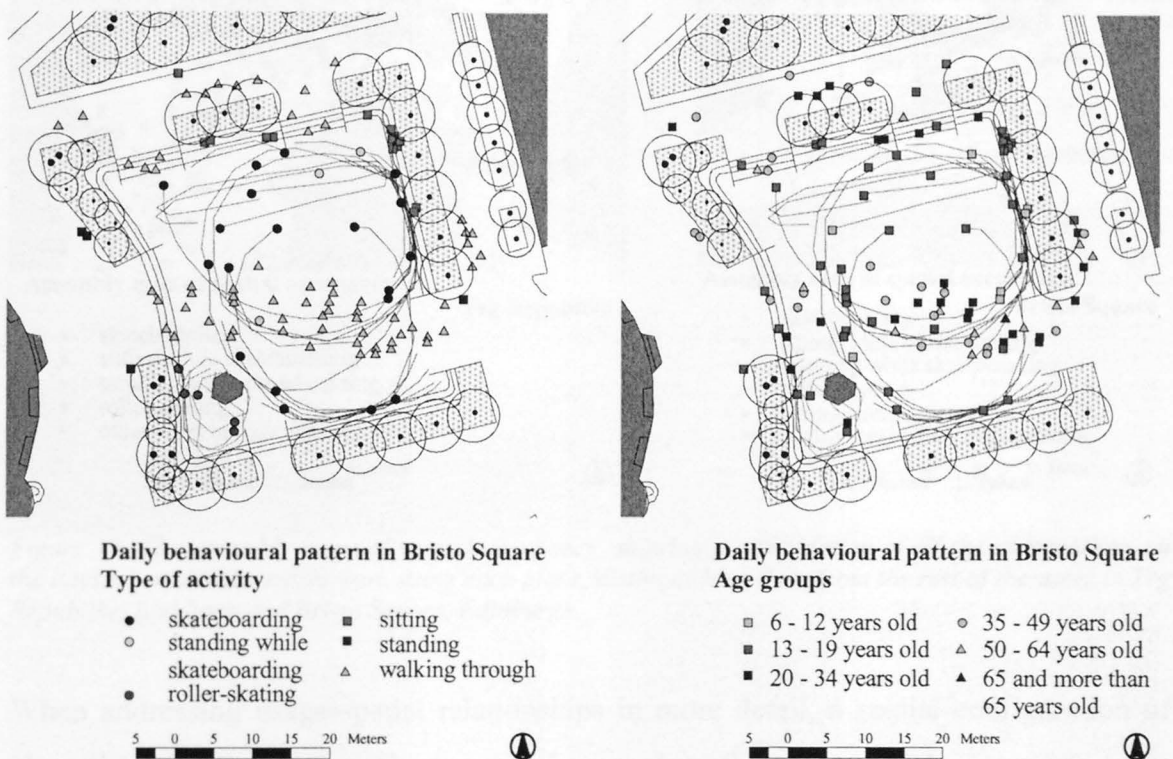 Daily behavioural pattern in Bristo Square
Type of activity
skateboarding
standing while
skateboarding
roller-skating
sitting
standing
walking through
5 0 5 10 15 20 Meters
Daily behavioural pattern in Bristo Square
Age groups
6 - 12 years old
13 - 19 years old
20 - 34 years old
35 - 49 years old
50 - 64 years old
65 and more than
65 years old
5 0 5 10 15 20 Meters